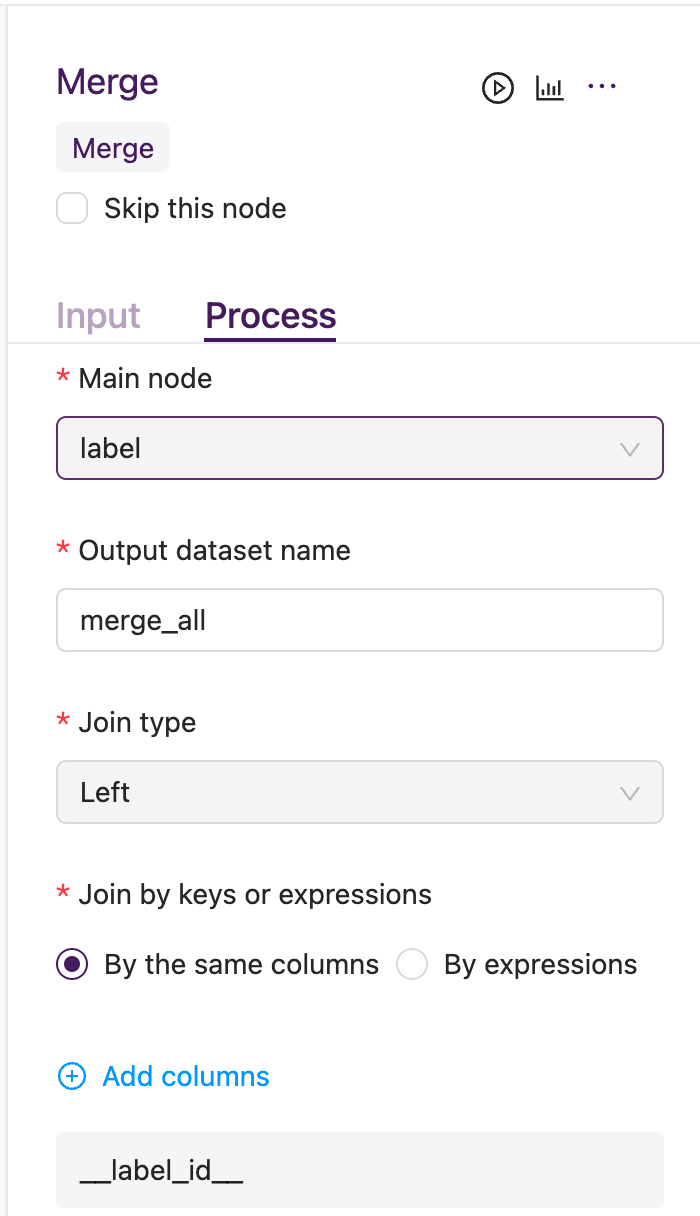 Merge
Merge
Skip this node
Input Process
* Main node
label
* Output dataset name
merge_all
* Join type
Left
* Join by keys or expressions
By the same columns By expressions
Add columns
__label_id__